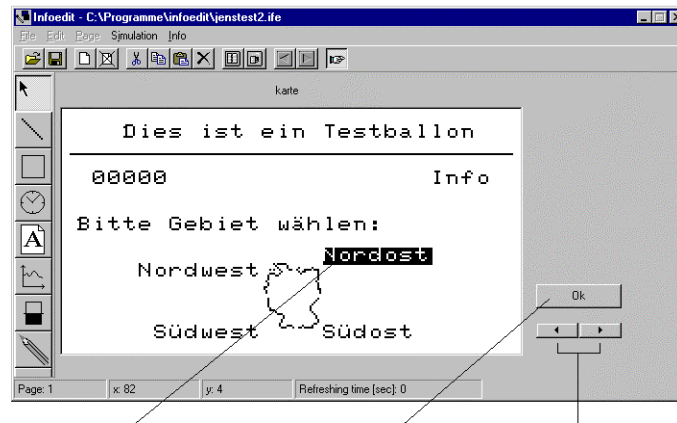 Infoedit - C:\Programme\infoedit\jenstest2.ife
File Edit Page Simulation Info
karte
Dies ist ein Testballon
00000 Info
Bitte Gebiet wählen:
Nordost
Nordwest
Südwest Südost
A
Ok
Page: 1 x: 82 y: 4 Refreshing time [sec]: 0